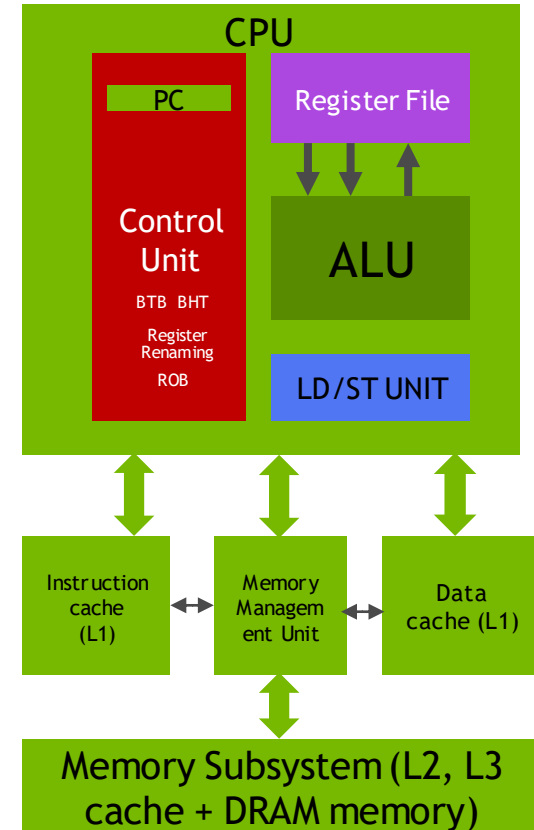 CPU
PC
Register File
Control
Unit
ALU
BTB BHT
Register
Renaming
ROB
LD/ST UNIT
Instruction
cache
(L1)
Memory
Managem
ent Unit
Data
cache (L1)
Memory Subsystem (L2, L3
cache + DRAM memory)